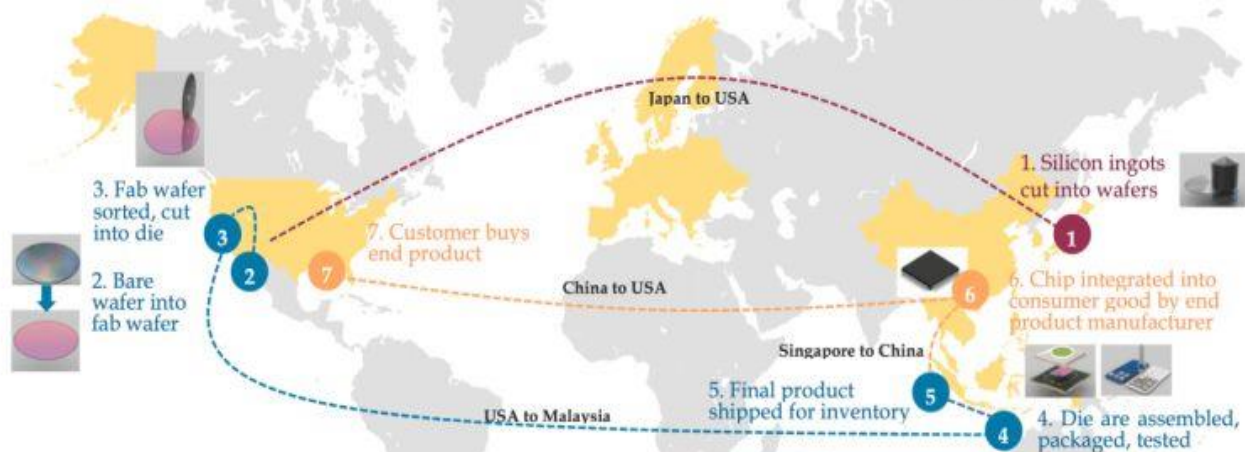 Japan to USA
1. Silicon ingots
cut into wafers
1
3. Fab wafer
sorted, cut
into die
3
2
2. Bare
wafer into
fab wafer
7. Customer buys
end product
7
China to USA
6
6. Chip integrated into
consumer good by end
product manufacturer
Singapore to China
5. Final product
shipped for inventory
5
USA to Malaysia
4
4. Die are assembled,
packaged, tested